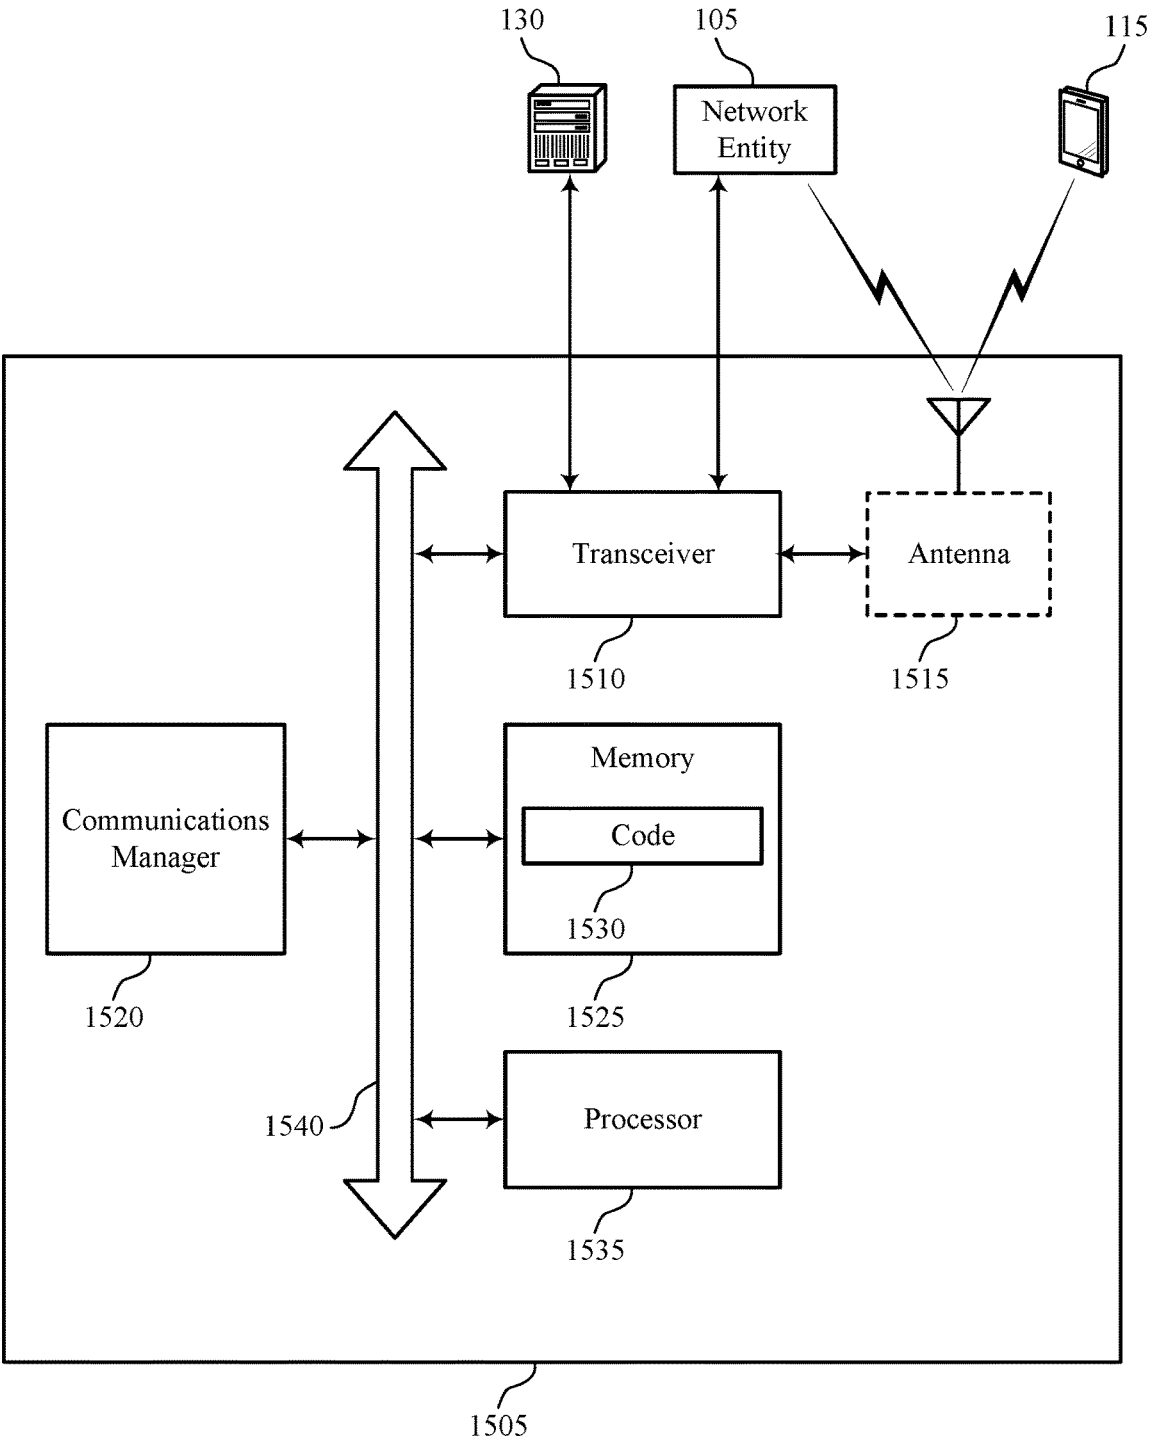 130
105
115
Network
Entity
Transceiver
Antenna
1510
1515
Communications
Manager
Memory
Code
1530
1520
1525
1540
Processor
1535
1505